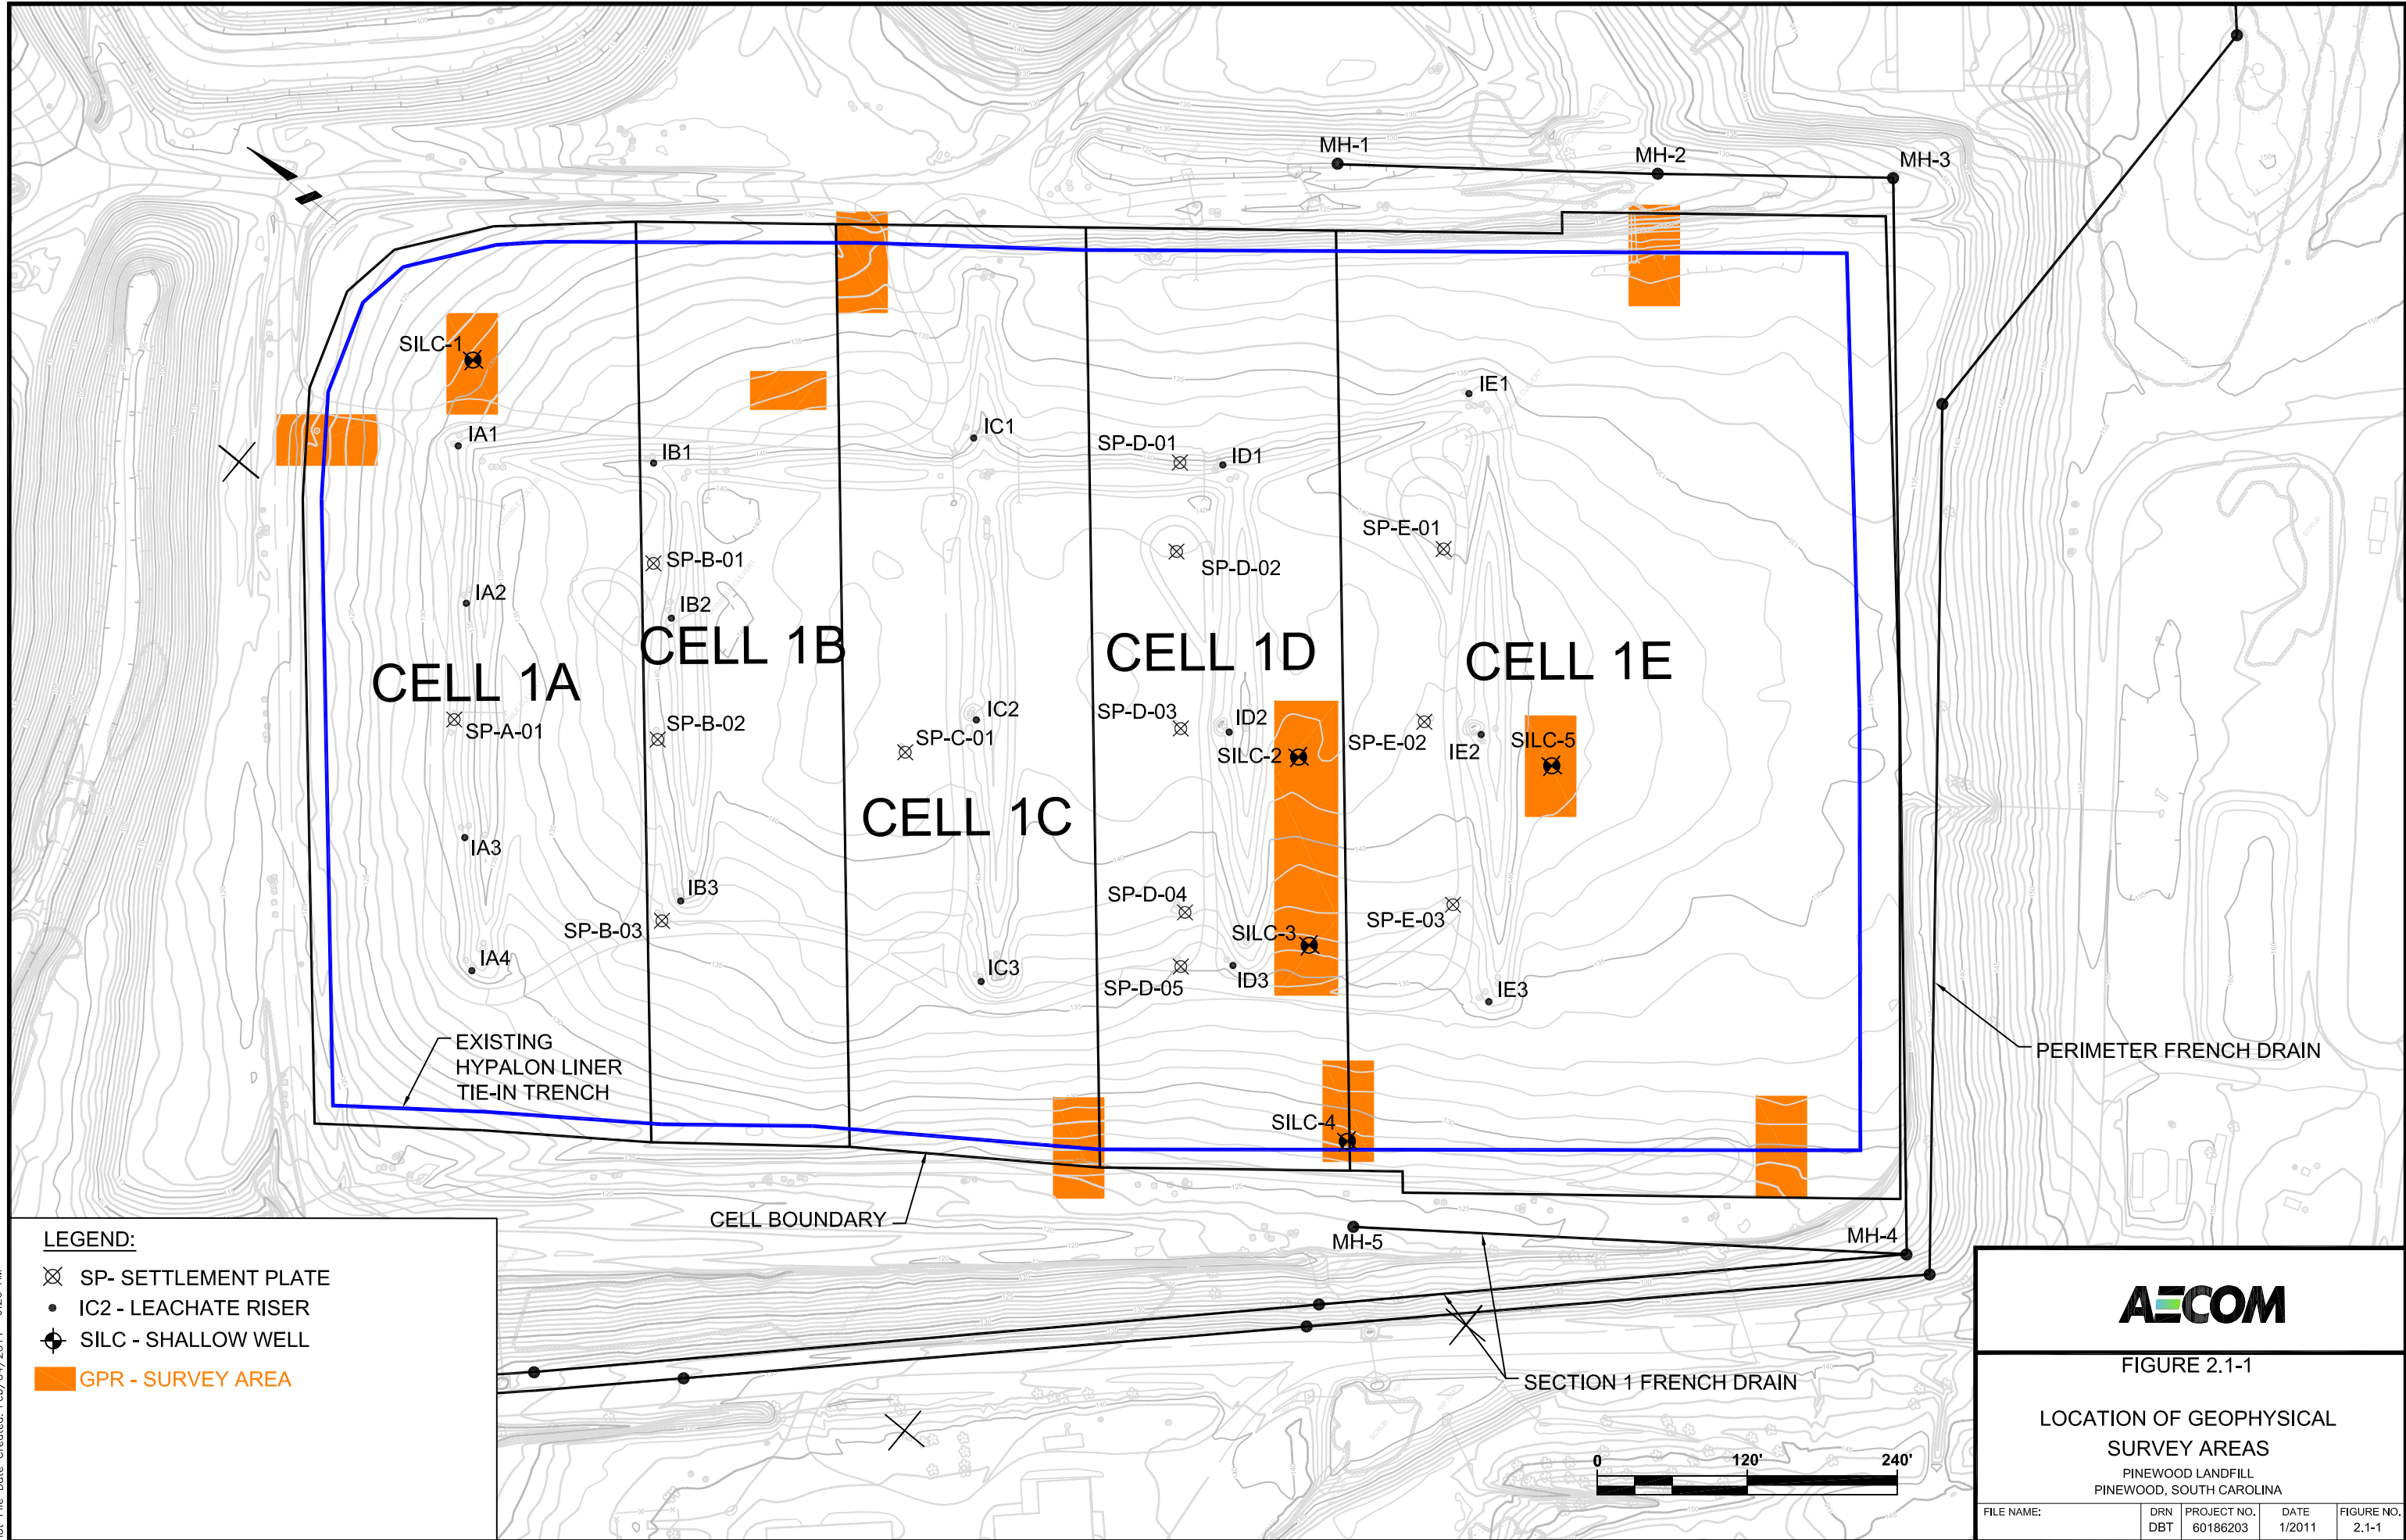 MH-1
MH-2
MH-3
SILC-1
IA1
IB1
IC1
SP-D-01
ID1
IE1
SP-B-01
SP-D-02
SP-E-01
IA2
IB2
CELL 1A
CELL 1B
CELL 1D
CELL 1E
SP-A-01
SP-B-02
SP-C-01
IC2
SP-D-03
ID2
SILC-2
SP-E-02
IE2
SILC-5
CELL 1C
IA3
IB3
SP-B-03
SP-D-04
SILC-3
SP-E-03
IA4
IC3
SP-D-05
ID3
IE3
EXISTING
HYPALON LINER
TIE-IN TRENCH
PERIMETER FRENCH DRAIN
SILC-4
CELL BOUNDARY
MH-5
MH-4
SECTION 1 FRENCH DRAIN
LEGEND:
SP- SETTLEMENT PLATE
IC2 - LEACHATE RISER
SILC - SHALLOW WELL
GPR - SURVEY AREA
0 120' 240'
AECOM
FIGURE 2.1-1
LOCATION OF GEOPHYSICAL
SURVEY AREAS
PINEWOOD LANDFILL
PINEWOOD, SOUTH CAROLINA
FILE NAME:
DRN
DBT
PROJECT NO.
60186203
DATE
1/2011
FIGURE NO.
2.1-1